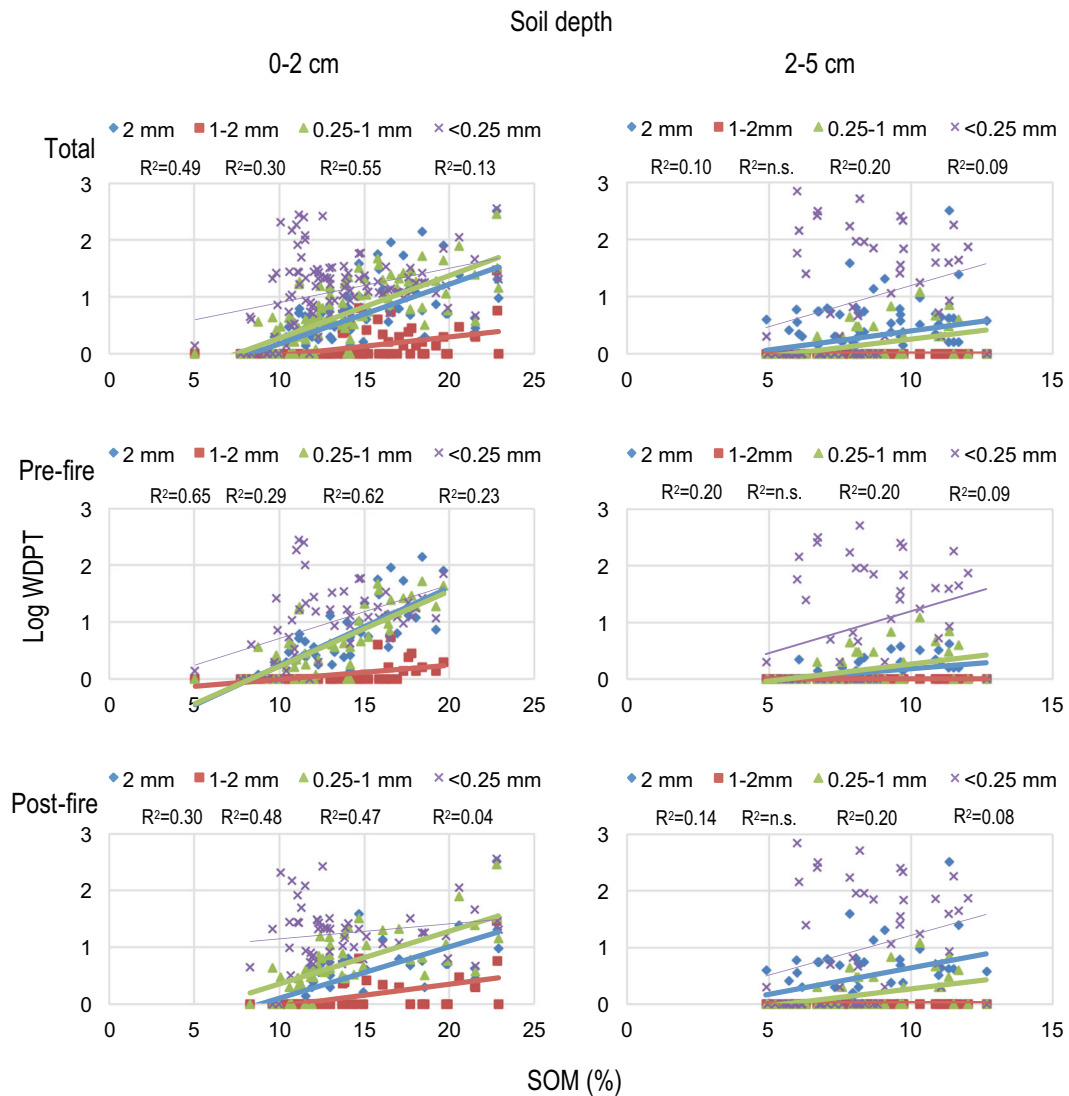 Soil depth
0-2 cm 2-5 cm
Total
◆ 2 mm ■ 1-2 mm ▲ 0.25-1 mm × <0.25 mm
R²=0.49 R²=0.30 R²=0.55 R²=0.13
3
2
1
0
0 5 10 15 20 25
◆ 2 mm ■ 1-2mm ▲ 0.25-1 mm × <0.25 mm
R²=0.10 R²=n.s. R²=0.20 R²=0.09
3
2
1
0
0 5 10 15
Pre-fire
◆ 2 mm ■ 1-2 mm ▲ 0.25-1 mm × <0.25 mm
R²=0.65 R²=0.29 R²=0.62 R²=0.23
3
2
1
0
0 5 10 15 20 25
◆ 2 mm ■ 1-2mm ▲ 0.25-1 mm × <0.25 mm
R²=0.20 R²=n.s. R²=0.20 R²=0.09
3
2
1
0
0 5 10 15
Log WDPT
Post-fire
◆ 2 mm ■ 1-2 mm ▲ 0.25-1 mm × <0.25 mm
R²=0.30 R²=0.48 R²=0.47 R²=0.04
3
2
1
0
0 5 10 15 20 25
◆ 2 mm ■ 1-2mm ▲ 0.25-1 mm × <0.25 mm
R²=0.14 R²=n.s. R²=0.20 R²=0.08
3
2
1
0
0 5 10 15
SOM (%)